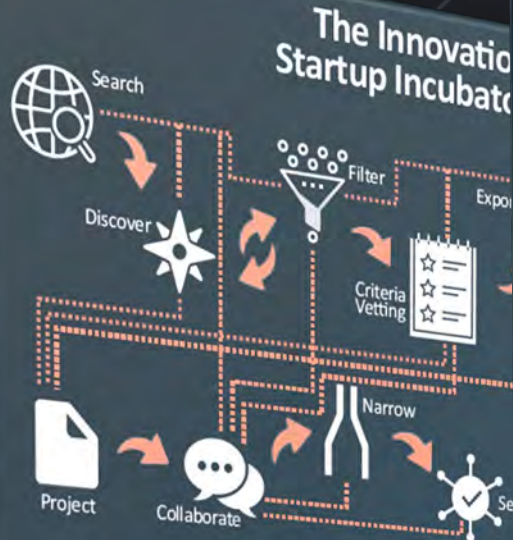 The Innovatio
Startup Incubato
Search
Filter
Expor
Discover
Criteria
Vetting
Narrow
Se
Project
Collaborate